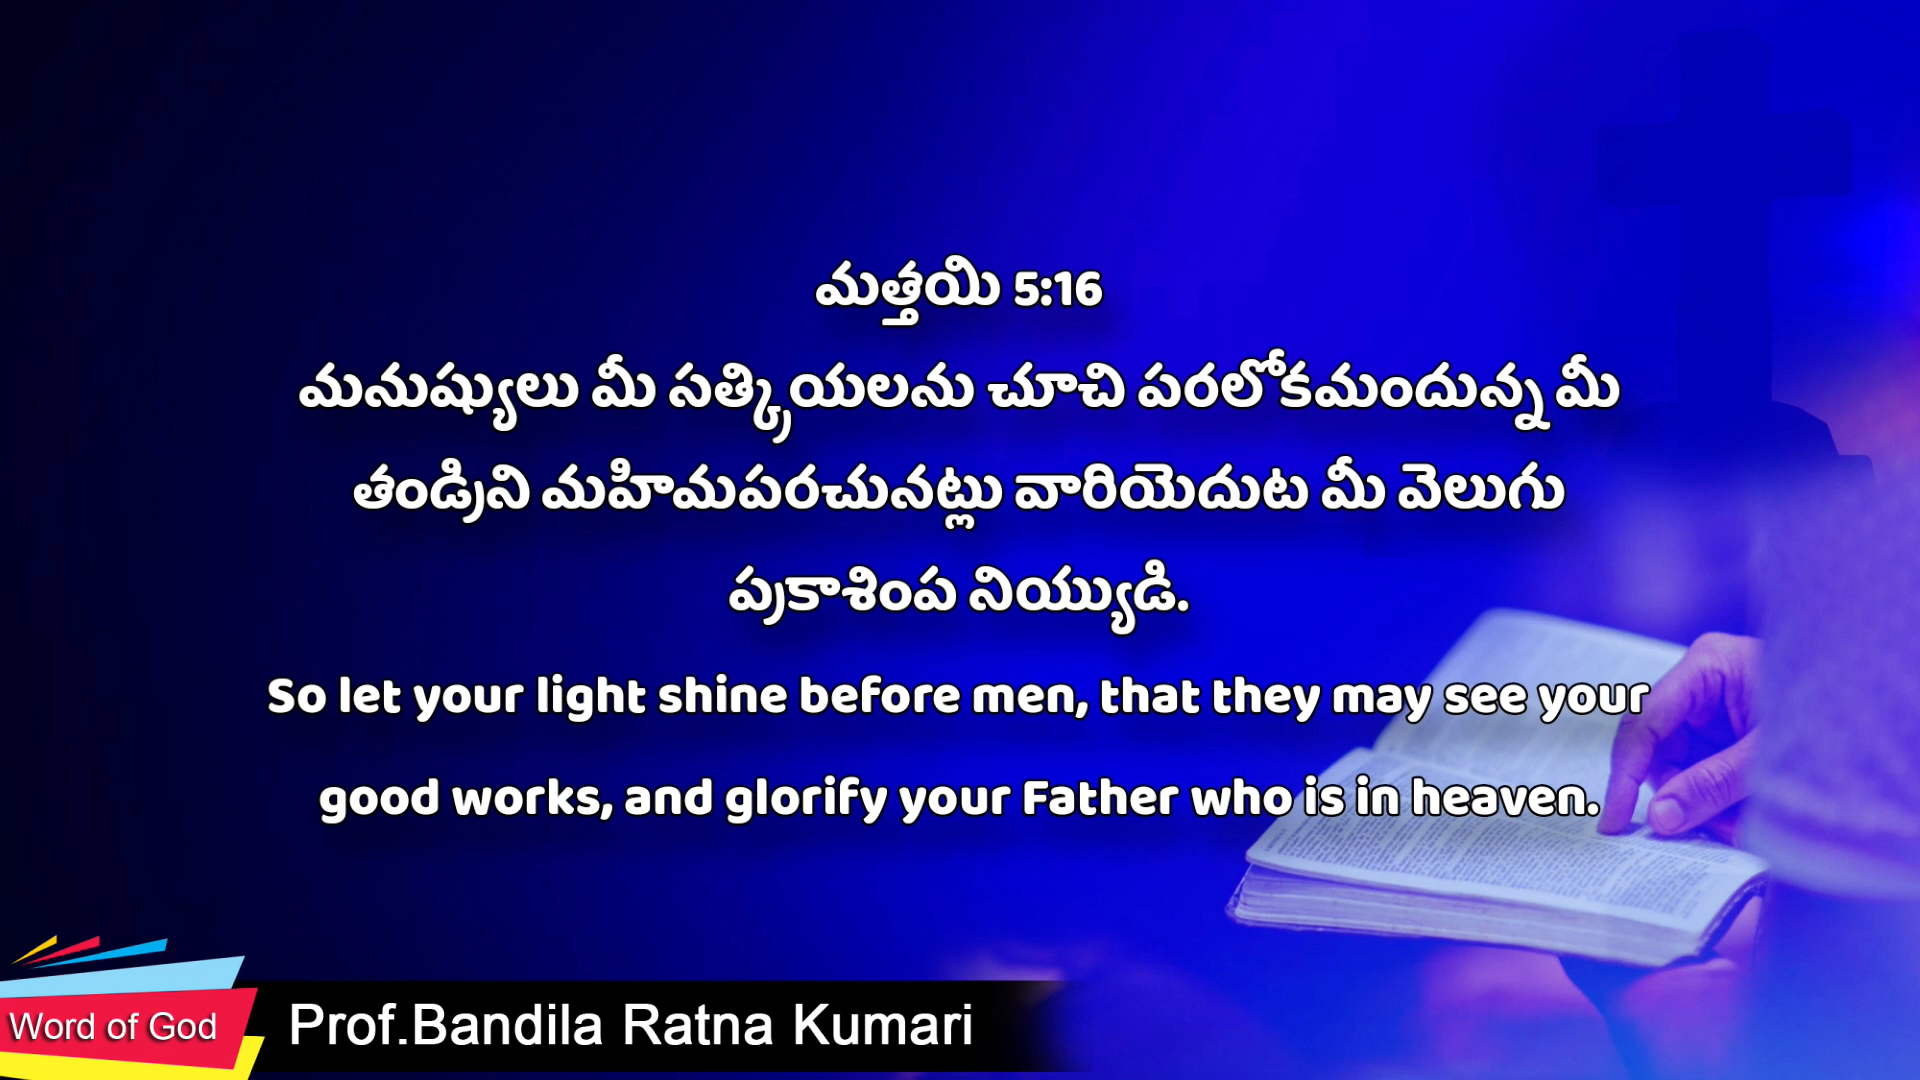 మత్తయి 5:16
మనుష్యులు మీ సత్క్రియలను చూచి పరలోకమందున్న మీ
తండ్రిని మహిమపరచునట్లు వారియెదుట మీ వెలుగు
ప్రకాశింప నియ్యుడి.
So let your light shine before men, that they may see your
good works, and glorify your Father who is in heaven.
Word of God
Prof.Bandila Ratna Kumari